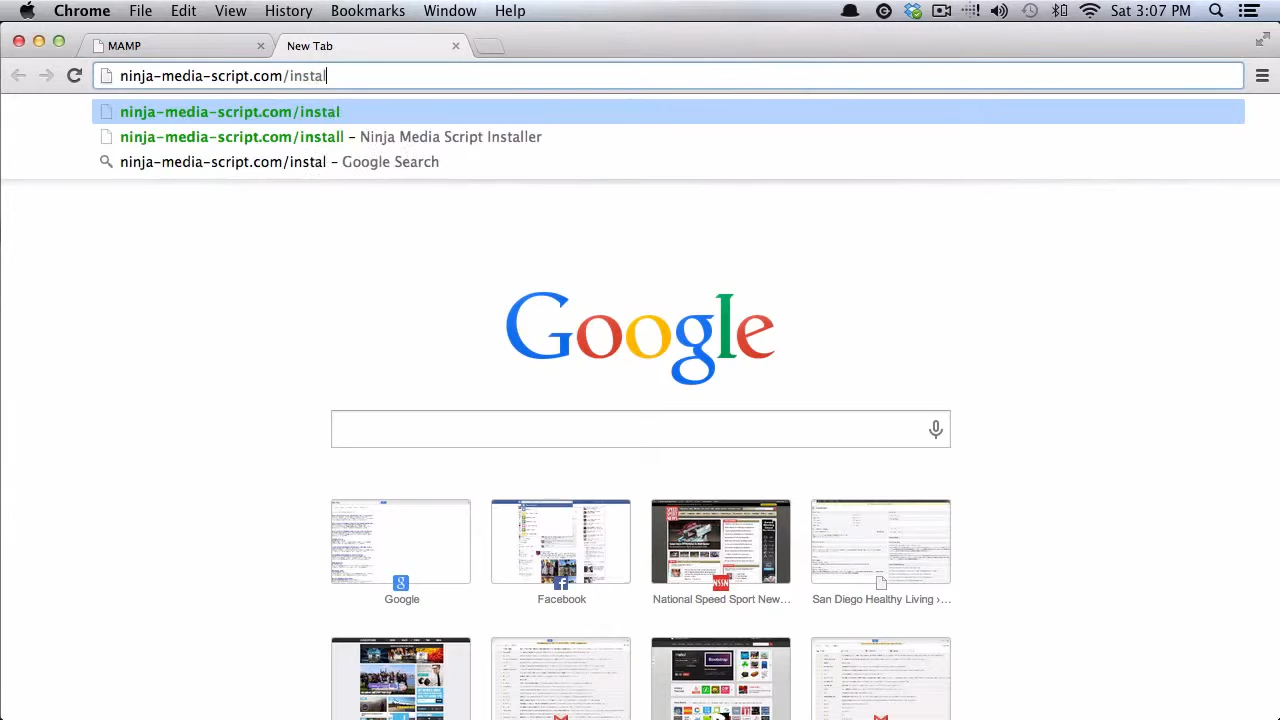 Chrome File Edit View History Bookmarks Window Help Sat 3:07 PM
MAMP New Tab
ninja-media-script.com/instal
ninja-media-script.com/instal
ninja-media-script.com/install – Ninja Media Script Installer
ninja-media-script.com/instal – Google Search
Google
Google Facebook National Speed Sport New... San Diego Healthy Living ›...